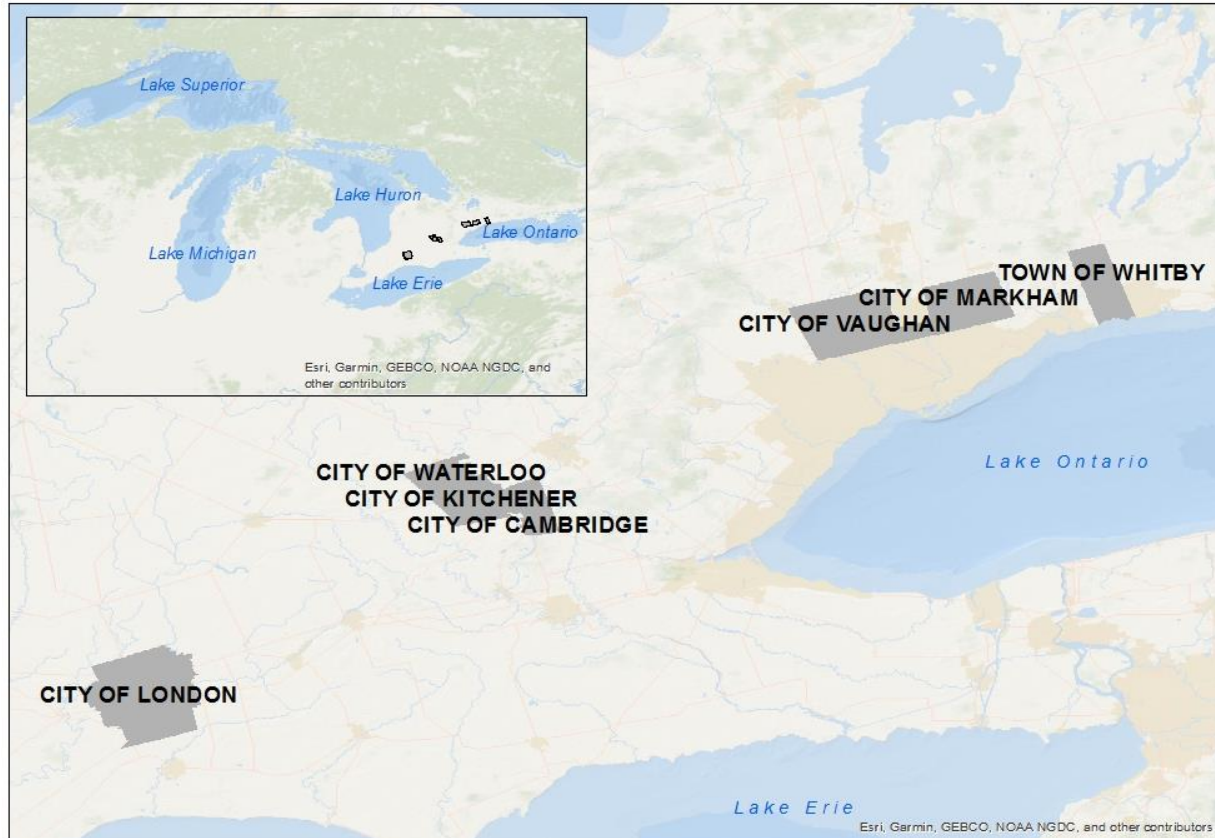 Lake Superior
Lake Huron
Lake Ontario
Lake Michigan
Lake Erie
Esri, Garmin, GEBCO, NOAA NGDC, and
other contributors
TOWN OF WHITBY
CITY OF MARKHAM
CITY OF VAUGHAN
Lake Ontario
CITY OF WATERLOO
CITY OF KITCHENER
CITY OF CAMBRIDGE
CITY OF LONDON
Lake Erie
Esri, Garmin, GEBCO, NOAA NGDC, and other contributors